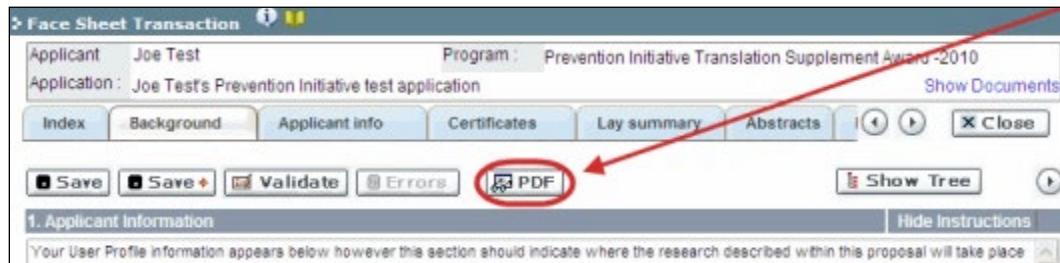 Face Sheet Transaction
Applicant Joe Test Program : Prevention Initiative Translation Supplement Award -2010
Application : Joe Test's Prevention Initiative test application Show Documents
Index Background Applicant info Certificates Lay summary Abstracts X Close
Save Save Validate Errors PDF Show Tree
1. Applicant Information Hide Instructions
Your User Profile information appears below however this section should indicate where the research described within this proposal will take place